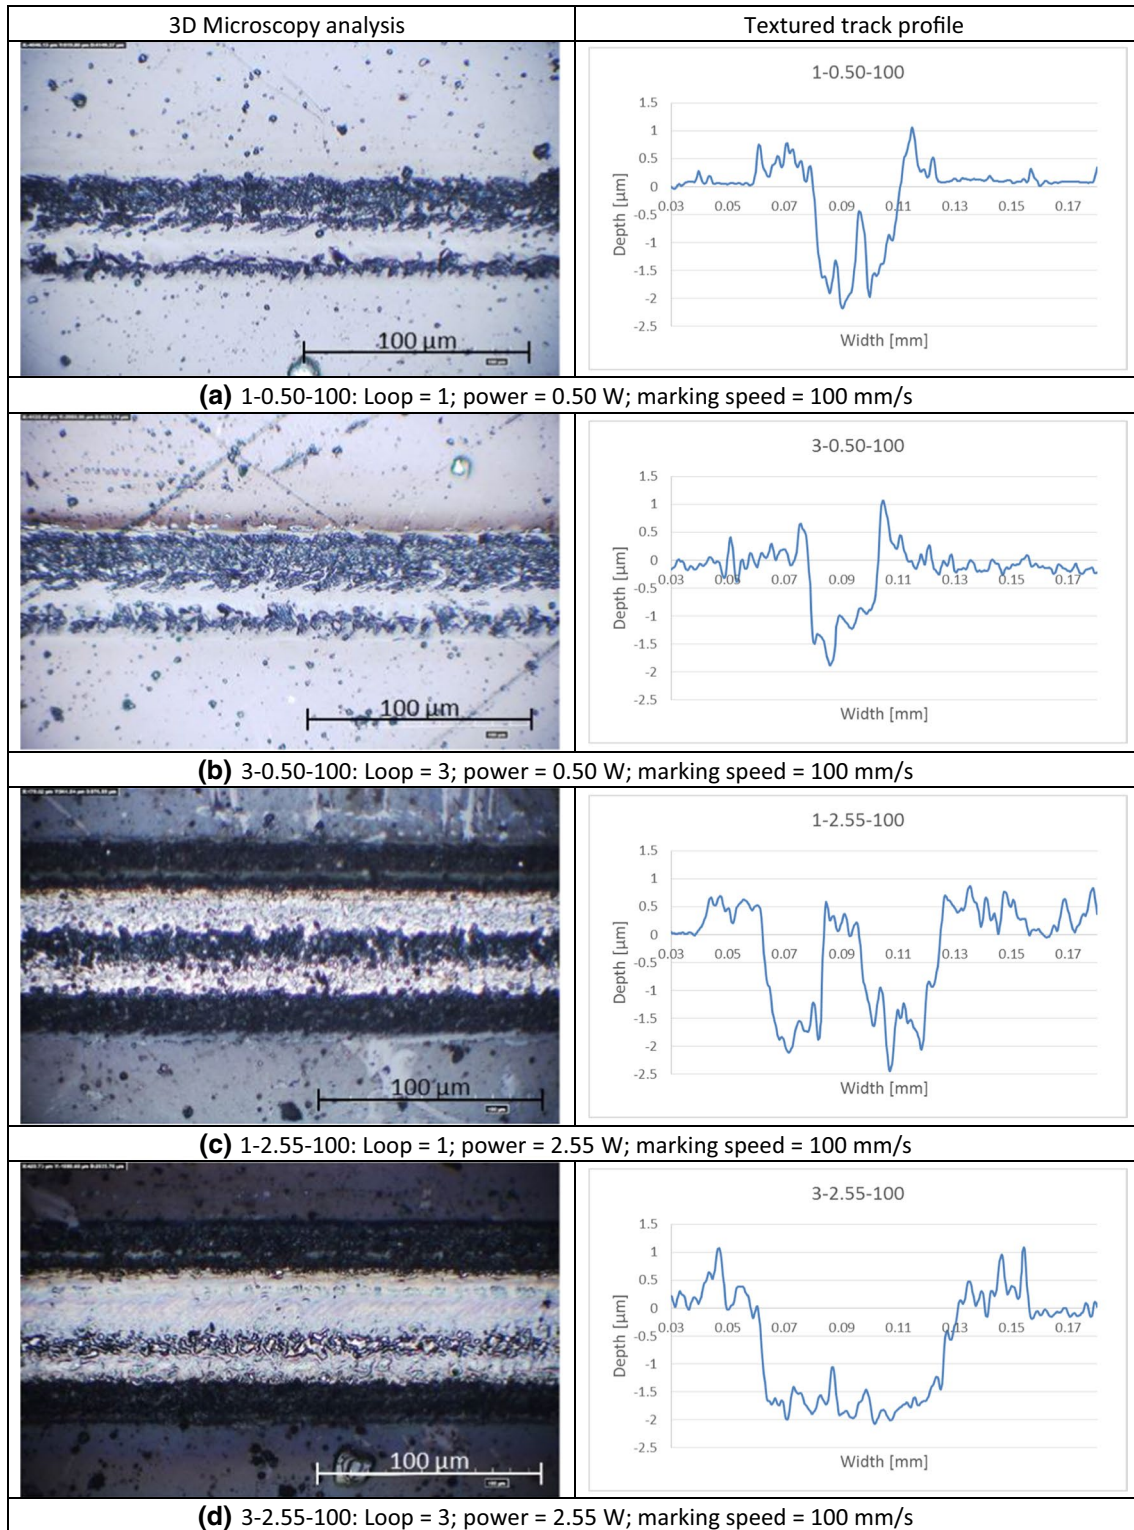 3D Microscopy analysis
Textured track profile
100 µm
1-0.50-100
1.5
1
0.5
0
-0.5
-1
-1.5
-2
-2.5
0.03 0.05 0.07 0.09 0.11 0.13 0.15 0.17
Depth [µm]
Width [mm]
(a) 1-0.50-100: Loop = 1; power = 0.50 W; marking speed = 100 mm/s
100 µm
3-0.50-100
1.5
1
0.5
0
-0.5
-1
-1.5
-2
-2.5
0.03 0.05 0.07 0.09 0.11 0.13 0.15 0.17
Depth [µm]
Width [mm]
(b) 3-0.50-100: Loop = 3; power = 0.50 W; marking speed = 100 mm/s
100 µm
1-2.55-100
1.5
1
0.5
0
-0.5
-1
-1.5
-2
-2.5
0.03 0.05 0.07 0.09 0.11 0.13 0.15 0.17
Depth [µm]
Width [mm]
(c) 1-2.55-100: Loop = 1; power = 2.55 W; marking speed = 100 mm/s
100 µm
3-2.55-100
1.5
1
0.5
0
-0.5
-1
-1.5
-2
-2.5
0.03 0.05 0.07 0.09 0.11 0.13 0.15 0.17
Depth [µm]
Width [mm]
(d) 3-2.55-100: Loop = 3; power = 2.55 W; marking speed = 100 mm/s